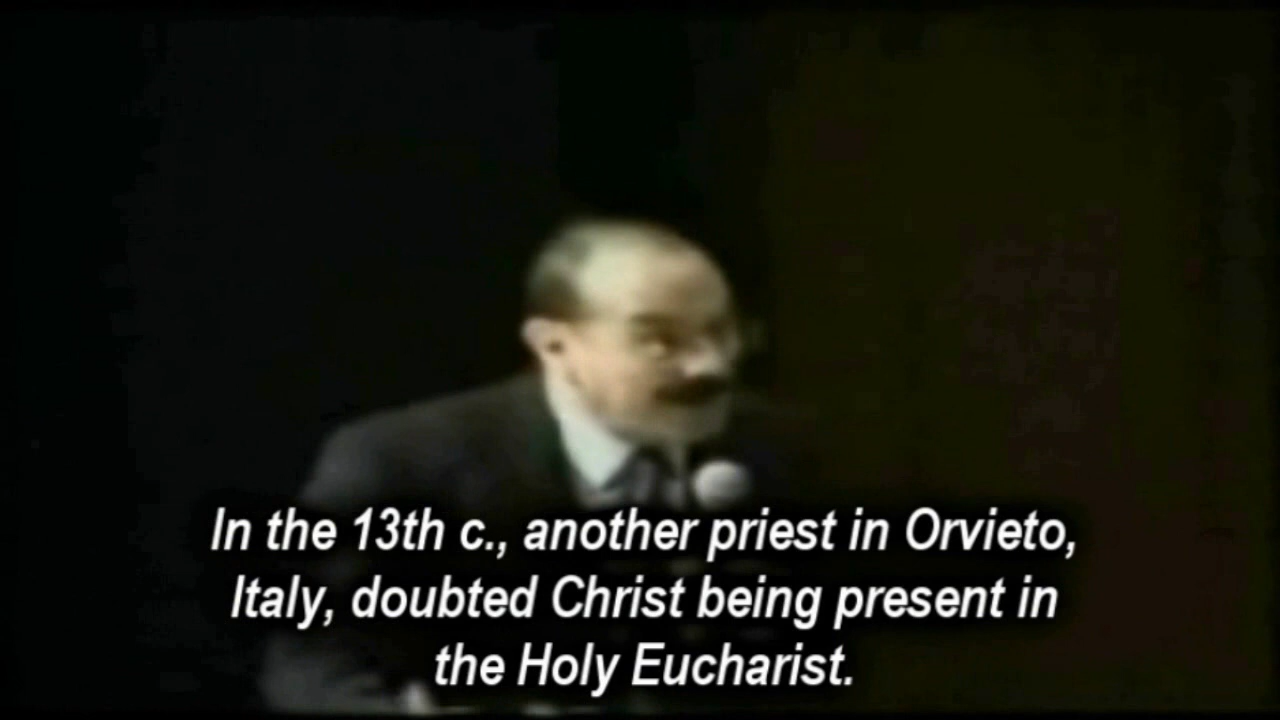 In the 13th c., another priest in Orvieto,
Italy, doubted Christ being present in
the Holy Eucharist.